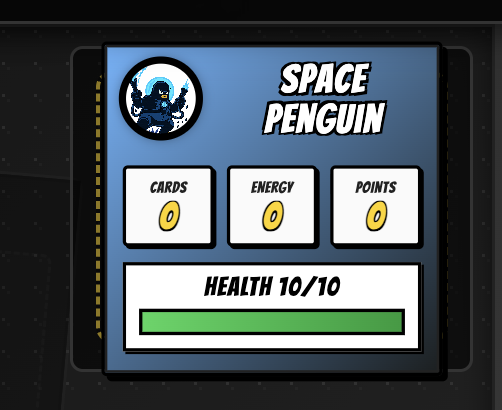 SPACE
PENGUIN
CARDS ENERGY POINTS
0 0 0
HEALTH 10/10